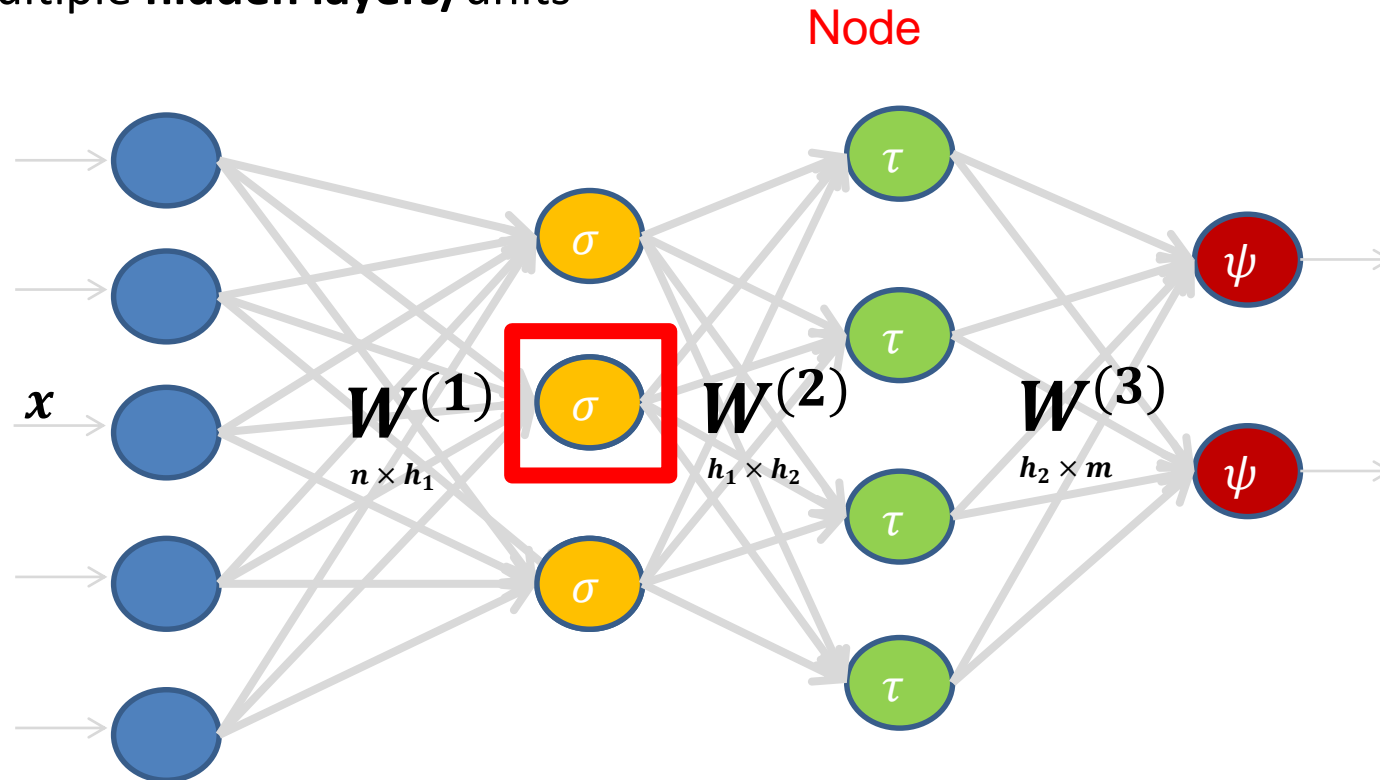 hidden layers/ units
Node
τ
σ
ψ
τ
x
W^(1)
n × h₁
σ
W^(2)
h₁ × h₂
W^(3)
h₂ × m
ψ
τ
σ
τ